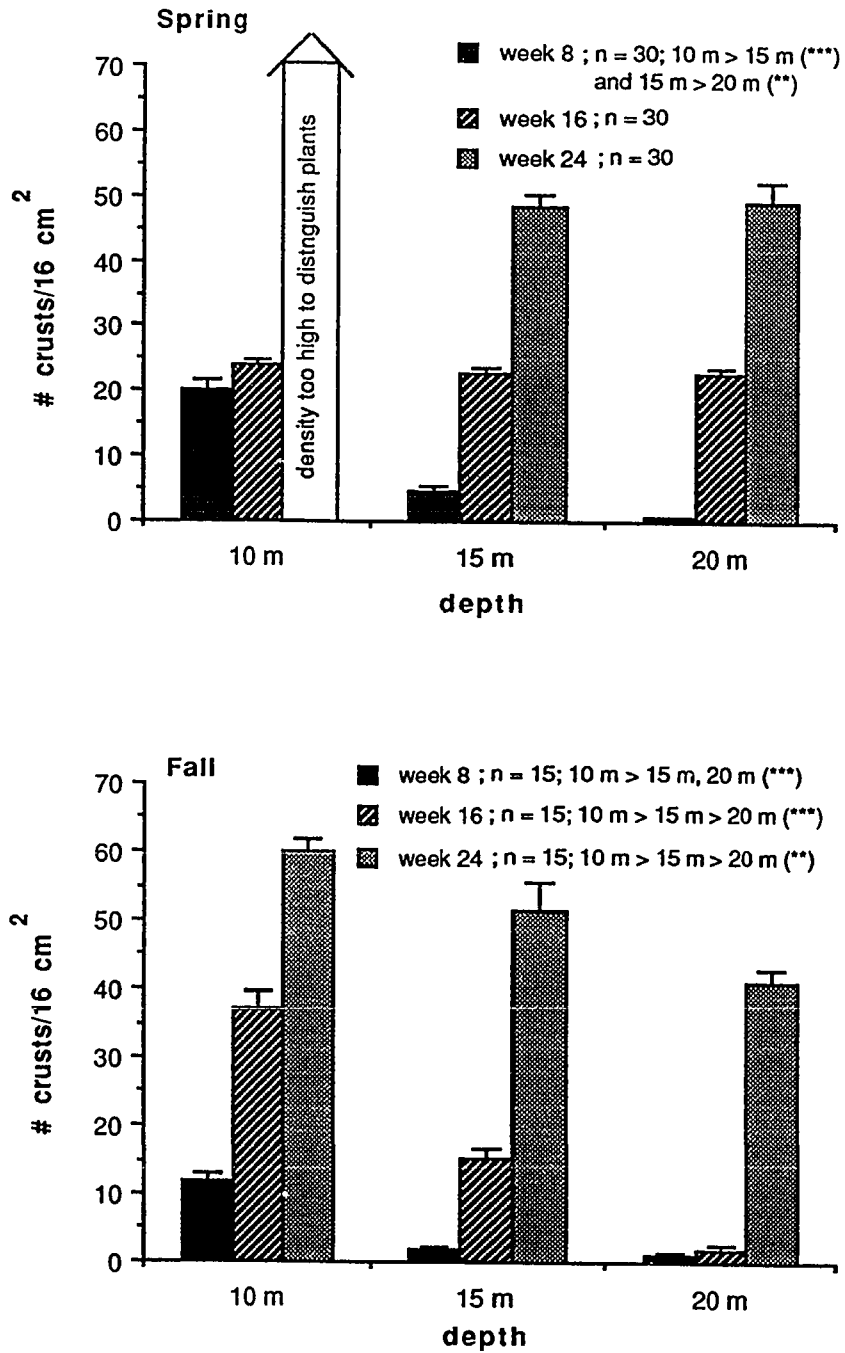 Spring
week 8 ; n = 30; 10 m > 15 m (***)
and 15 m > 20 m (**)
week 16 ; n = 30
week 24 ; n = 30
70
60
50
40
30
20
10
0
# crusts/16 cm 2
density too high to distnguish plants
10 m
15 m
20 m
depth
Fall
week 8 ; n = 15; 10 m > 15 m, 20 m (***)
week 16 ; n = 15; 10 m > 15 m > 20 m (***)
week 24 ; n = 15; 10 m > 15 m > 20 m (**)
70
60
50
40
30
20
10
0
# crusts/16 cm 2
10 m
15 m
20 m
depth